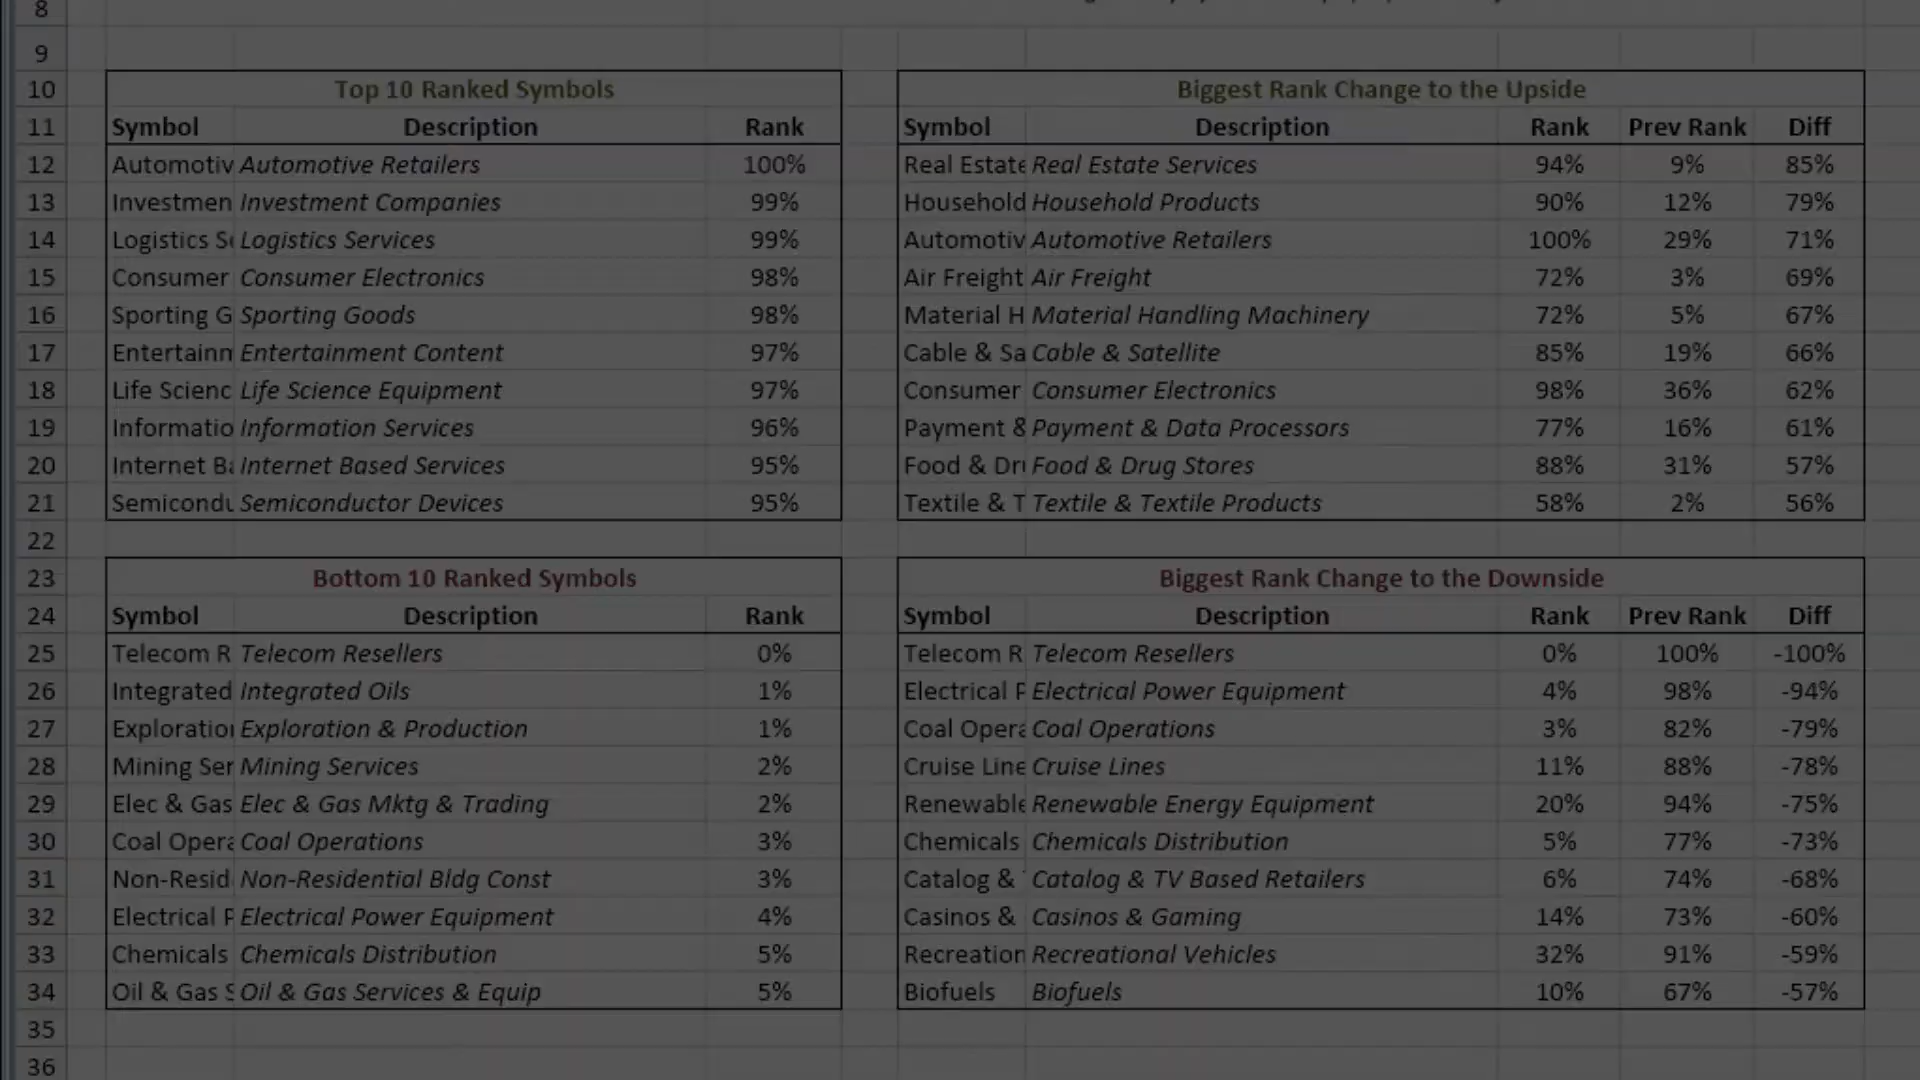 8
9
10 Top 10 Ranked Symbols Biggest Rank Change to the Upside
11 Symbol Description Rank Symbol Description Rank Prev Rank Diff
12 Automotiv Automotive Retailers 100% Real Estate Real Estate Services 94% 9% 85%
13 Investmen Investment Companies 99% Household Household Products 90% 12% 79%
14 Logistics Se Logistics Services 99% Automotiv Automotive Retailers 100% 29% 71%
15 Consumer Consumer Electronics 98% Air Freight Air Freight 72% 3% 69%
16 Sporting G Sporting Goods 98% Material H Material Handling Machinery 72% 5% 67%
17 Entertainm Entertainment Content 97% Cable & Sa Cable & Satellite 85% 19% 66%
18 Life Scienc Life Science Equipment 97% Consumer Consumer Electronics 98% 36% 62%
19 Informatio Information Services 96% Payment & Payment & Data Processors 77% 16% 61%
20 Internet Ba Internet Based Services 95% Food & Dru Food & Drug Stores 88% 31% 57%
21 Semicondu Semiconductor Devices 95% Textile & T Textile & Textile Products 58% 2% 56%
22
23 Bottom 10 Ranked Symbols Biggest Rank Change to the Downside
24 Symbol Description Rank Symbol Description Rank Prev Rank Diff
25 Telecom R Telecom Resellers 0% Telecom R Telecom Resellers 0% 100% -100%
26 Integrated Integrated Oils 1% Electrical P Electrical Power Equipment 4% 98% -94%
27 Exploration Exploration & Production 1% Coal Opera Coal Operations 3% 82% -79%
28 Mining Ser Mining Services 2% Cruise Line Cruise Lines 11% 88% -78%
29 Elec & Gas Elec & Gas Mktg & Trading 2% Renewable Renewable Energy Equipment 20% 94% -75%
30 Coal Opera Coal Operations 3% Chemicals Chemicals Distribution 5% 77% -73%
31 Non-Resid Non-Residential Bldg Const 3% Catalog & Catalog & TV Based Retailers 6% 74% -68%
32 Electrical P Electrical Power Equipment 4% Casinos & Casinos & Gaming 14% 73% -60%
33 Chemicals Chemicals Distribution 5% Recreation Recreational Vehicles 32% 91% -59%
34 Oil & Gas S Oil & Gas Services & Equip 5% Biofuels Biofuels 10% 67% -57%
35
36